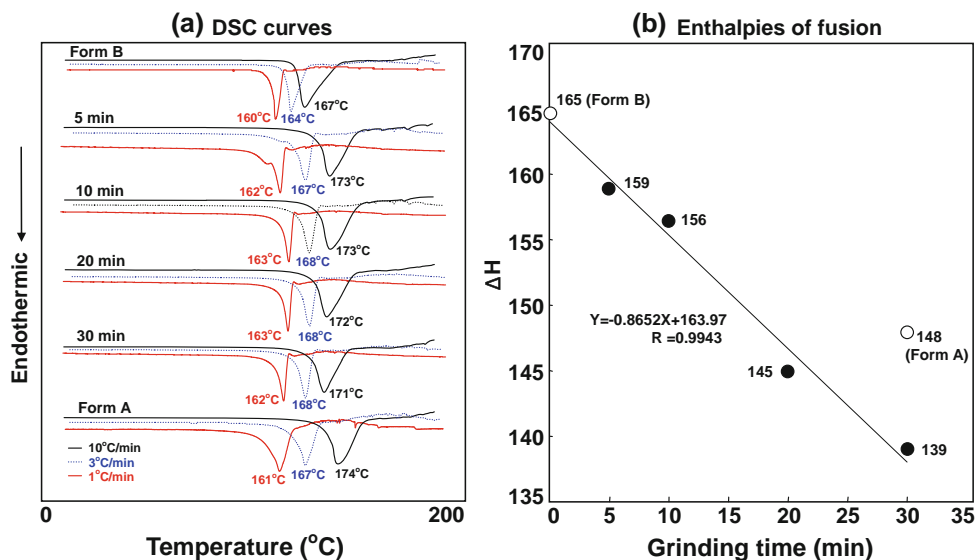 (a) DSC curves
Form B
167°C
160°C
164°C
5 min
173°C
162°C
167°C
10 min
173°C
163°C
168°C
20 min
172°C
163°C
168°C
30 min
171°C
162°C
168°C
Form A
10°C/min
3°C/min
1°C/min
161°C
167°C
174°C
Endothermic
0
200
Temperature (°C)
(b) Enthalpies of fusion
170
165
160
155
150
145
140
135
ΔH
165 (Form B)
159
156
Y=-0.8652X+163.97
R =0.9943
148
(Form A)
145
139
0 5 10 15 20 25 30 35
Grinding time (min)